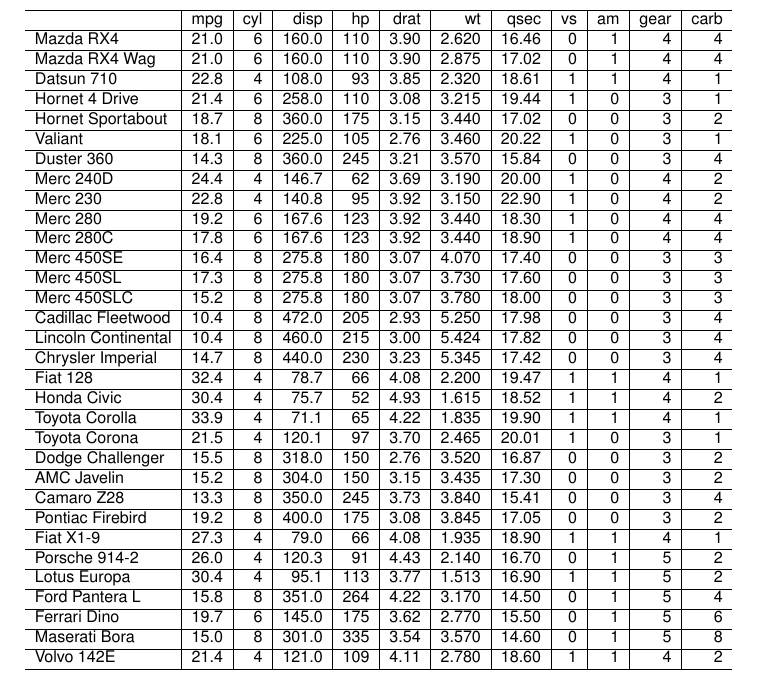 mpg cyl disp hp drat wt qsec vs am gear carb
Mazda RX4 21.0 6 160.0 110 3.90 2.620 16.46 0 1 4 4
Mazda RX4 Wag 21.0 6 160.0 110 3.90 2.875 17.02 0 1 4 4
Datsun 710 22.8 4 108.0 93 3.85 2.320 18.61 1 1 4 1
Hornet 4 Drive 21.4 6 258.0 110 3.08 3.215 19.44 1 0 3 1
Hornet Sportabout 18.7 8 360.0 175 3.15 3.440 17.02 0 0 3 2
Valiant 18.1 6 225.0 105 2.76 3.460 20.22 1 0 3 1
Duster 360 14.3 8 360.0 245 3.21 3.570 15.84 0 0 3 4
Merc 240D 24.4 4 146.7 62 3.69 3.190 20.00 1 0 4 2
Merc 230 22.8 4 140.8 95 3.92 3.150 22.90 1 0 4 2
Merc 280 19.2 6 167.6 123 3.92 3.440 18.30 1 0 4 4
Merc 280C 17.8 6 167.6 123 3.92 3.440 18.90 1 0 4 4
Merc 450SE 16.4 8 275.8 180 3.07 4.070 17.40 0 0 3 3
Merc 450SL 17.3 8 275.8 180 3.07 3.730 17.60 0 0 3 3
Merc 450SLC 15.2 8 275.8 180 3.07 3.780 18.00 0 0 3 3
Cadillac Fleetwood 10.4 8 472.0 205 2.93 5.250 17.98 0 0 3 4
Lincoln Continental 10.4 8 460.0 215 3.00 5.424 17.82 0 0 3 4
Chrysler Imperial 14.7 8 440.0 230 3.23 5.345 17.42 0 0 3 4
Fiat 128 32.4 4 78.7 66 4.08 2.200 19.47 1 1 4 1
Honda Civic 30.4 4 75.7 52 4.93 1.615 18.52 1 1 4 2
Toyota Corolla 33.9 4 71.1 65 4.22 1.835 19.90 1 1 4 1
Toyota Corona 21.5 4 120.1 97 3.70 2.465 20.01 1 0 3 1
Dodge Challenger 15.5 8 318.0 150 2.76 3.520 16.87 0 0 3 2
AMC Javelin 15.2 8 304.0 150 3.15 3.435 17.30 0 0 3 2
Camaro Z28 13.3 8 350.0 245 3.73 3.840 15.41 0 0 3 4
Pontiac Firebird 19.2 8 400.0 175 3.08 3.845 17.05 0 0 3 2
Fiat X1-9 27.3 4 79.0 66 4.08 1.935 18.90 1 1 4 1
Porsche 914-2 26.0 4 120.3 91 4.43 2.140 16.70 0 1 5 2
Lotus Europa 30.4 4 95.1 113 3.77 1.513 16.90 1 1 5 2
Ford Pantera L 15.8 8 351.0 264 4.22 3.170 14.50 0 1 5 4
Ferrari Dino 19.7 6 145.0 175 3.62 2.770 15.50 0 1 5 6
Maserati Bora 15.0 8 301.0 335 3.54 3.570 14.60 0 1 5 8
Volvo 142E 21.4 4 121.0 109 4.11 2.780 18.60 1 1 4 2